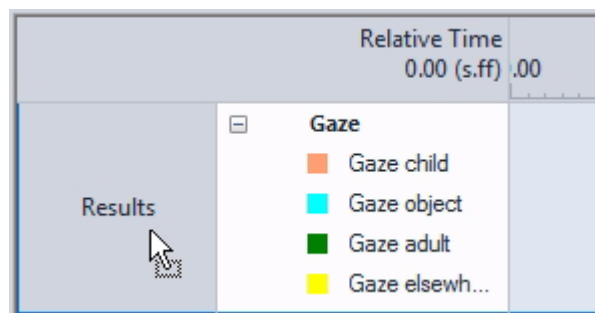 Relative Time
0.00 (s.ff) .00
Gaze
Gaze child
Results
Gaze object
Gaze adult
Gaze elsewh...